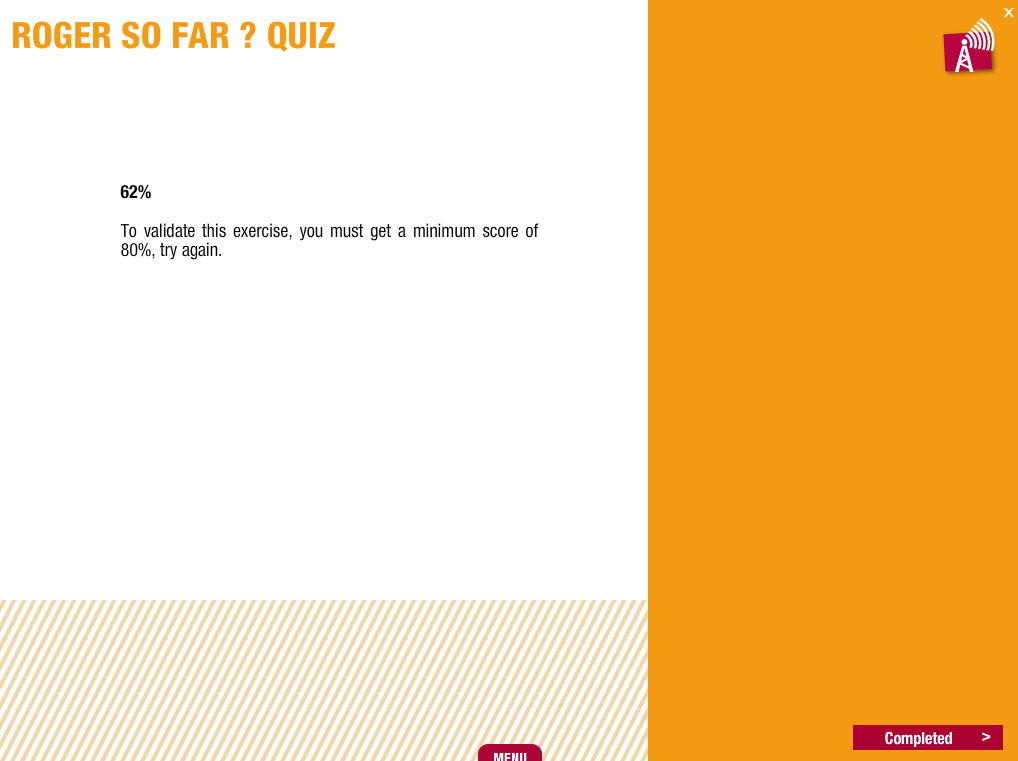 ROGER SO FAR ? QUIZ
x
62%
To validate this exercise, you must get a minimum score of
80%, try again.
Completed >
MENU